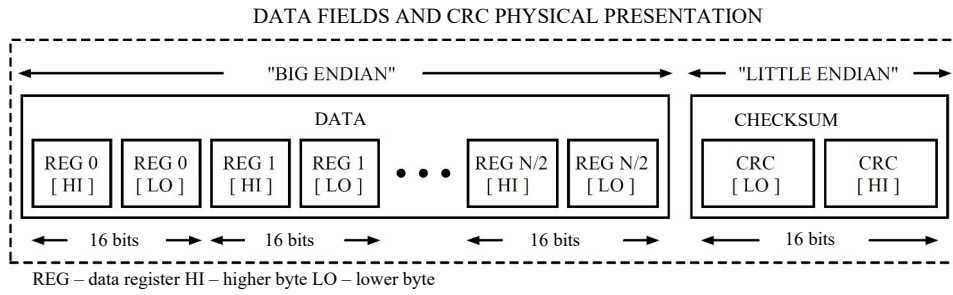 DATA FIELDS AND CRC PHYSICAL PRESENTATION
"BIG ENDIAN" "LITTLE ENDIAN"
DATA CHECKSUM
REG 0 REG 0 REG 1 REG 1 REG N/2 REG N/2 CRC CRC
[ HI ] [ LO ] [ HI ] [ LO ] [ HI ] [ LO ] [ LO ] [ HI ]
16 bits 16 bits 16 bits 16 bits
REG – data register HI – higher byte LO – lower byte